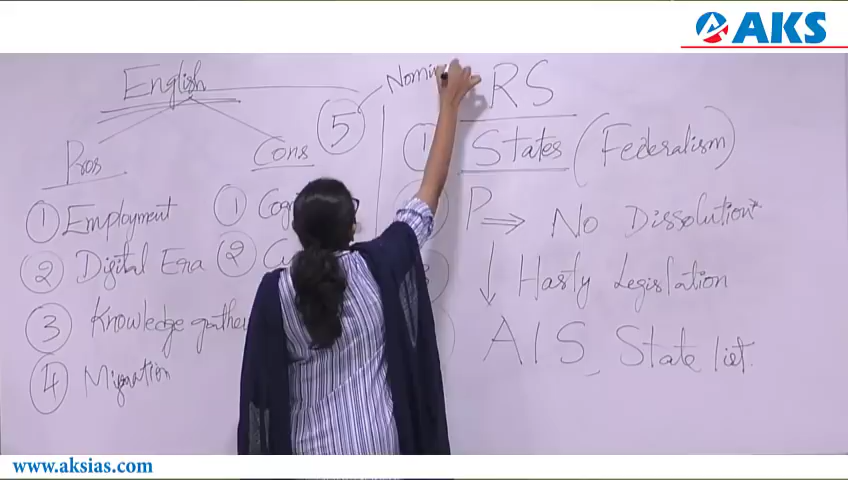 AKS
English
Pros
Cons
① Employment
② Digital Era
③ Knowledge gathe
④ Migration
①
②
⑤ Nomi
RS
① States (Federalism)
P ⇒ No Dissolution*
↓ Hasty Legislation
AIS, State list.
www.aksias.com